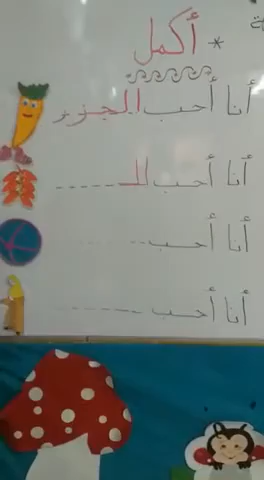 * أكمل
أنا أحب الجزر
أنا أحب الـ - - - - -
أنا أحب - - - -
أنا أحب - - - - -